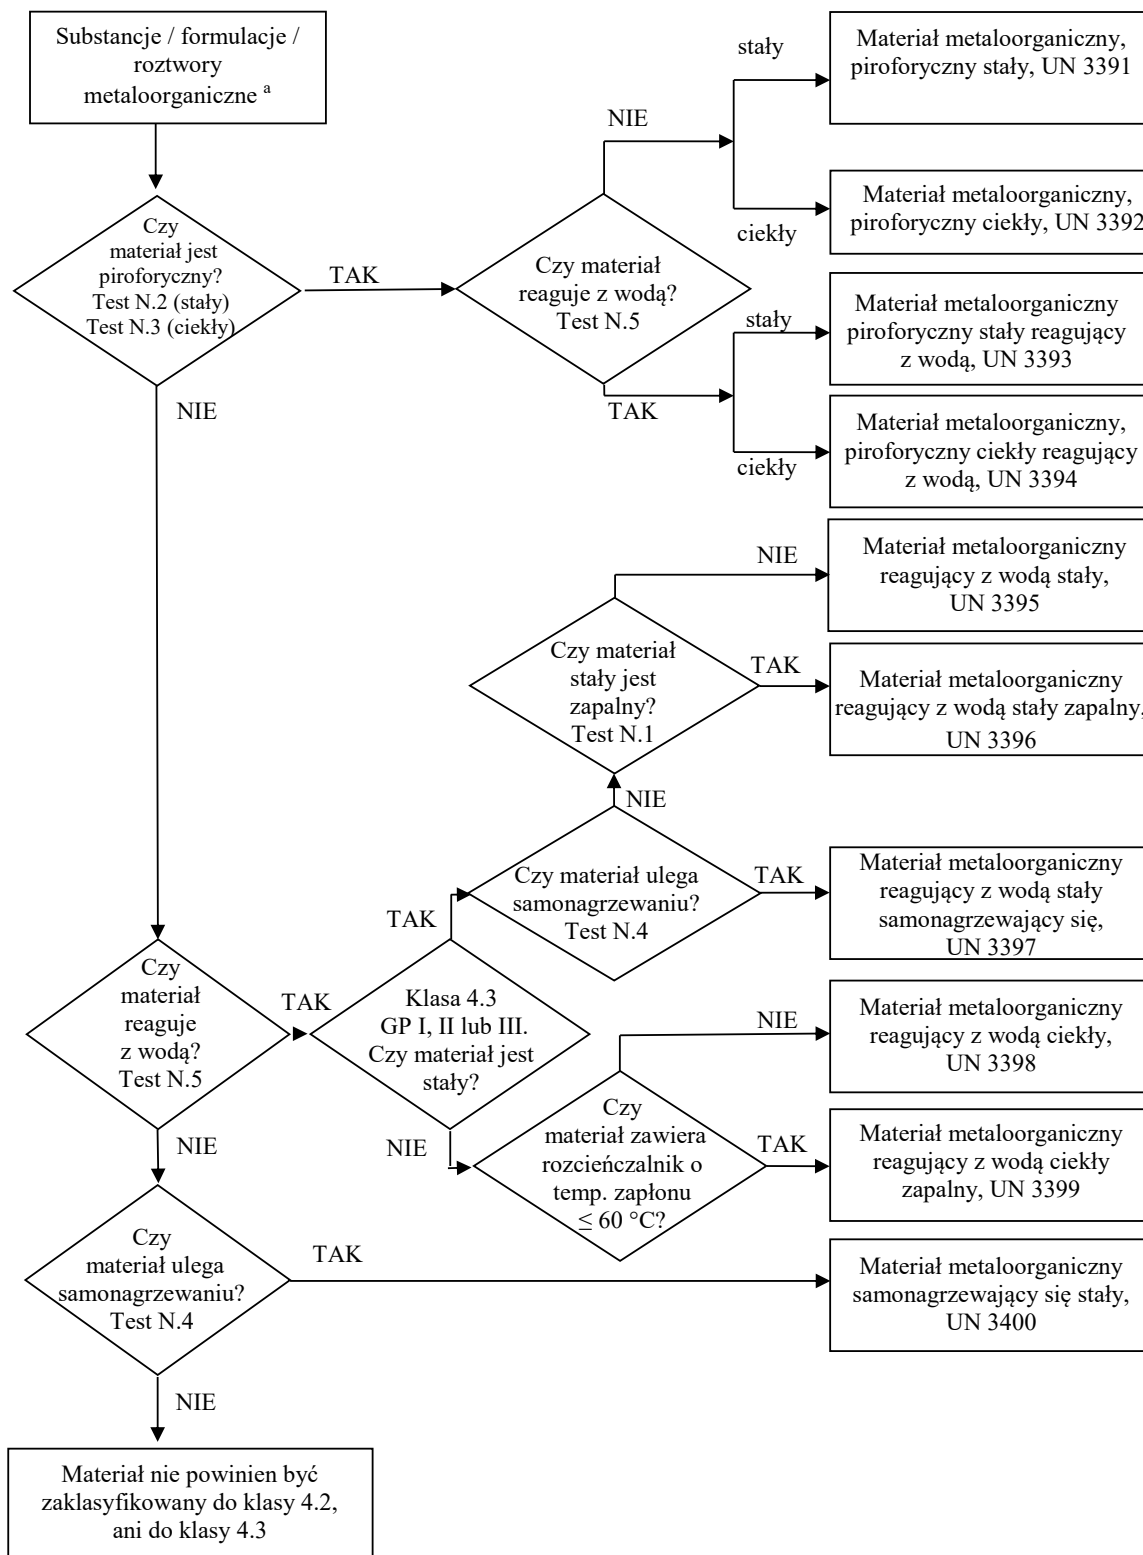 Substancje / formulacje /
roztwory
metaloorganiczne ᵃ
stały
Materiał metaloorganiczny,
piroforyczny stały, UN 3391
NIE
Materiał metaloorganiczny,
piroforyczny ciekły, UN 3392
ciekły
Czy
materiał jest
piroforyczny?
Test N.2 (stały)
Test N.3 (ciekły)
TAK
Czy materiał
reaguje z wodą?
Test N.5
stały
Materiał metaloorganiczny
piroforyczny stały reagujący
z wodą, UN 3393
NIE
TAK
Materiał metaloorganiczny,
piroforyczny ciekły reagujący
z wodą, UN 3394
ciekły
NIE
Materiał metaloorganiczny
reagujący z wodą stały,
UN 3395
Czy materiał
stały jest
zapalny?
Test N.1
TAK
Materiał metaloorganiczny
reagujący z wodą stały zapalny,
UN 3396
NIE
Czy materiał ulega
samonagrzewaniu?
Test N.4
TAK
Materiał metaloorganiczny
reagujący z wodą stały
samonagrzewający się,
UN 3397
TAK
Czy
materiał
reaguje
z wodą?
Test N.5
TAK
Klasa 4.3
GP I, II lub III.
Czy materiał jest
stały?
NIE
Materiał metaloorganiczny
reagujący z wodą ciekły,
UN 3398
NIE
NIE
Czy
materiał zawiera
rozcieńczalnik o
temp. zapłonu
≤ 60 °C?
TAK
Materiał metaloorganiczny
reagujący z wodą ciekły
zapalny, UN 3399
Czy
materiał ulega
samonagrzewaniu?
Test N.4
TAK
Materiał metaloorganiczny
samonagrzewający się stały,
UN 3400
NIE
Materiał nie powinien być
zaklasyfikowany do klasy 4.2,
ani do klasy 4.3